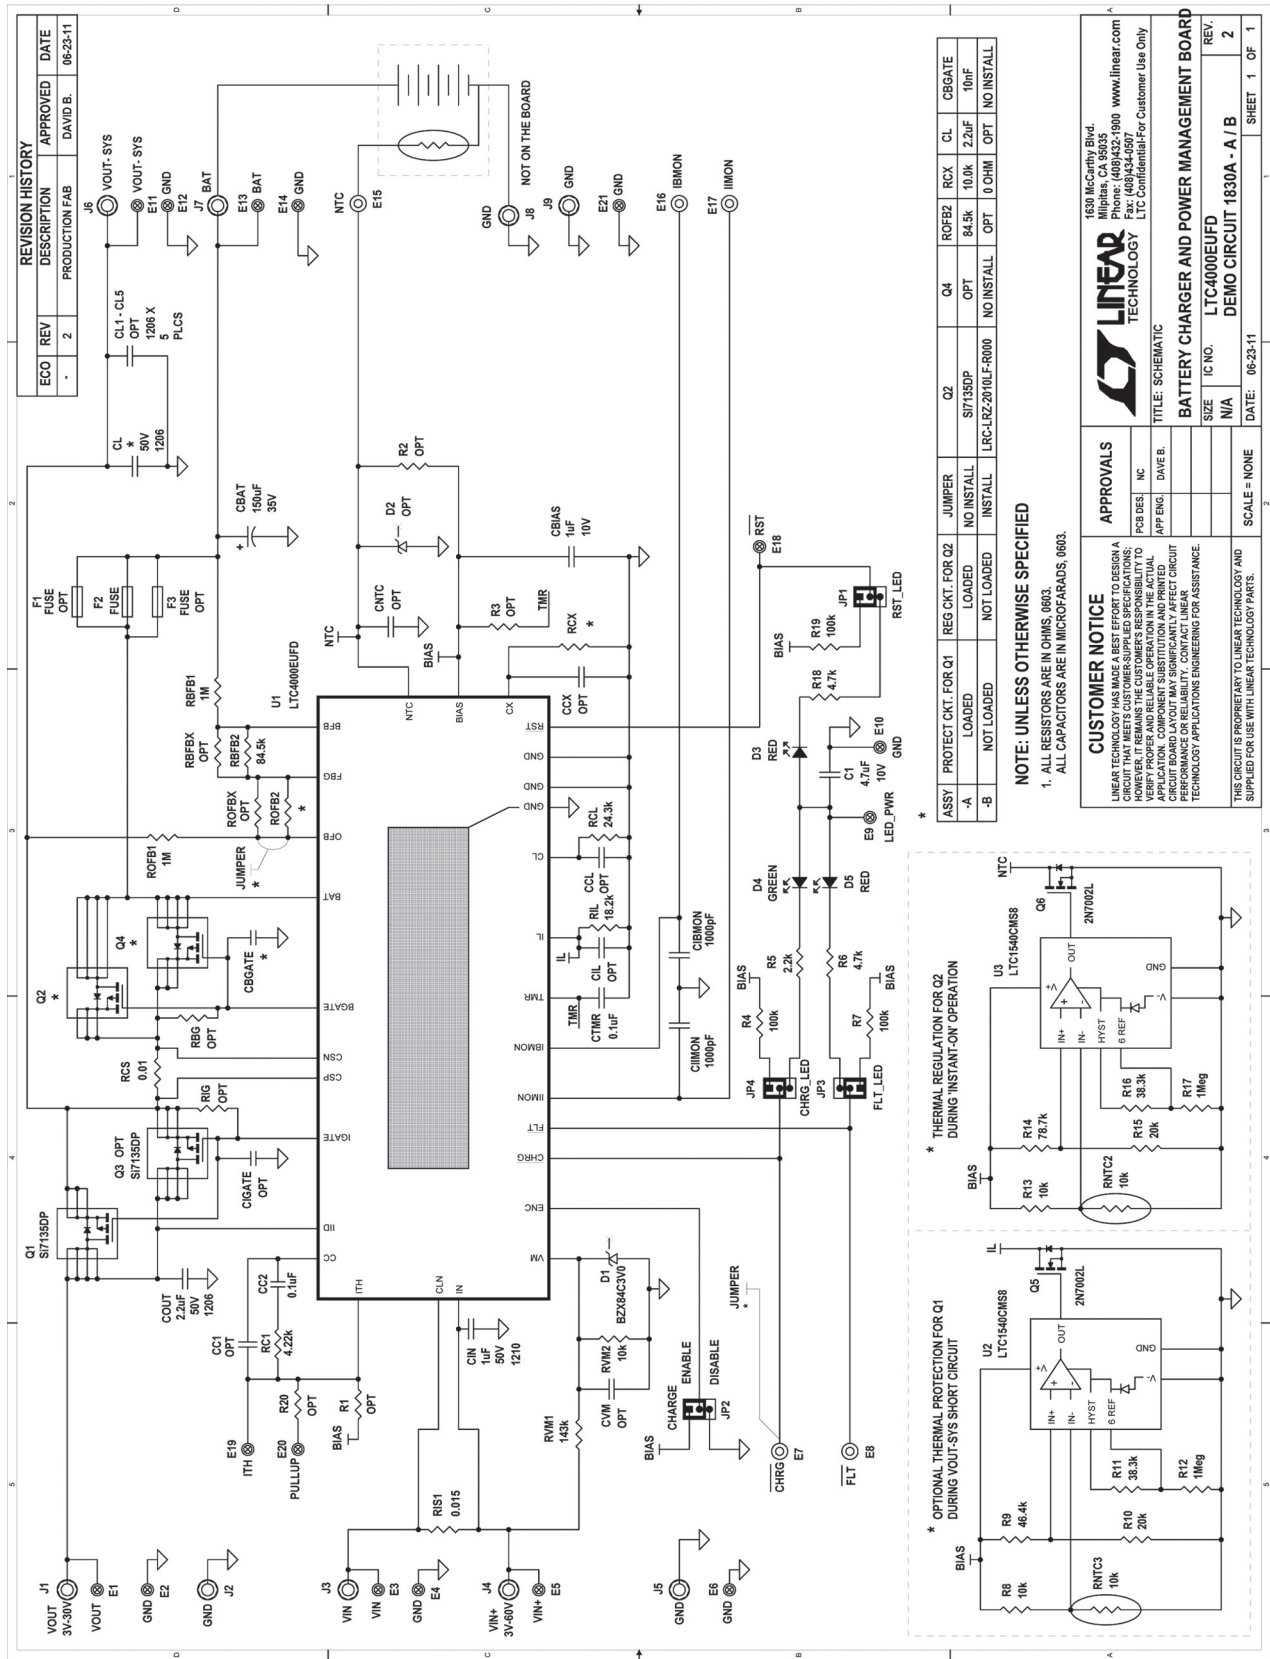 REVISION HISTORY
ECO REV DESCRIPTION APPROVED DATE
- 2 PRODUCTION FAB DAVID B. 06-23-11
J1
VOUT
3V-30V
VOUT
E1
GND
E2
GND
J2
J3
VIN
VIN
E3
GND
E4
J4
VIN+
3V-60V
VIN+
E5
J5
GND
E6
GND
E19
ITH
E20
PULLUP
R20
OPT
R1
OPT
BIAS
CC1
OPT
RC1
4.22k
CC2
0.1uF
COUT
2.2uF
50V
1206
Q1
Si7135DP
Q3 OPT
Si7135DP
CIGATE
OPT
RIG
OPT
RCS
0.01
RBG
OPT
Q2
*
Q4
*
CBGATE
*
ROFB1
1M
JUMPER
*
ROFBX
OPT
ROFB2
*
RBFBX
OPT
RBFB2
84.5k
RBFB1
1M
F1
FUSE
OPT
F2
FUSE
F3
FUSE
OPT
CBAT
150uF
35V
CL
*
50V
1206
CL1 - CL5
OPT
1206 X
5
PLCS
J6
VOUT- SYS
VOUT- SYS
E11
GND
E12
J7
BAT
E13 BAT
E14 GND
NTC
E15
GND
J8
NOT ON THE BOARD
J9
GND
E21
GND
E16
IBMON
E17
IIMON
RIS1
0.015
CIN
1uF
50V
1210
RVM1
143k
CVM
OPT
RVM2
10k
D1
BZX84C3V0
U1
LTC4000EUFD
ITH
CC
IID
IGATE
CSP
CSN
BGATE
BAT
OFB
FBG
BFB
CLN
IN
VM
ENC
CHRG
FLT
IIMON
IBMON
TMR
IL
CL
GND
GND
GND
RST
CX
BIAS
NTC
NTC
CNTC
OPT
D2
OPT
R2
OPT
BIAS
R3
OPT
TMR
CBIAS
1uF
10V
CCX
OPT
RCX
*
CCL
OPT
RCL
24.3k
IL
CIL
OPT
RIL
18.2k
TMR
CTMR
0.1uF
CIBMON
1000pF
CIIMON
1000pF
CHARGE
ENABLE
DISABLE
BIAS
JP2
JUMPER
*
CHRG
E7
FLT
E8
BIAS
R4
100k
JP4
CHRG_LED
JP3
FLT_LED
R7
100k
BIAS
R5
2.2k
R6
4.7k
D4
GREEN
D5
RED
E9
LED_PWR
C1
4.7uF
10V
E10
GND
D3
RED
R18
4.7k
BIAS
R19
100k
JP1
RST_LED
RST
E18
* OPTIONAL THERMAL PROTECTION FOR Q1
DURING VOUT-SYS SHORT CIRCUIT
BIAS
R8
10k
R9
46.4k
RNTC3
10k
R10
20k
R11
38.3k
R12
1Meg
U2
LTC1540CMS8
IN+
IN-
HYST
6 REF
V+
V-
OUT
GND
Q5
2N7002L
IL
* THERMAL REGULATION FOR Q2
DURING 'INSTANT-ON' OPERATION
BIAS
R13
10k
R14
78.7k
RNTC2
10k
R15
20k
R16
38.3k
R17
1Meg
U3
LTC1540CMS8
IN+
IN-
HYST
6 REF
V+
V-
OUT
GND
Q6
2N7002L
NTC
*
ASSY PROTECT CKT. FOR Q1 REG CKT. FOR Q2 JUMPER Q2 Q4 ROFB2 RCX CL CBGATE
-A LOADED LOADED NO INSTALL SI7135DP OPT 84.5k 10.0k 2.2uF 10nF
-B NOT LOADED NOT LOADED INSTALL LRC-LRZ-2010LF-R000 NO INSTALL OPT 0 OHM OPT NO INSTALL
NOTE: UNLESS OTHERWISE SPECIFIED
1. ALL RESISTORS ARE IN OHMS, 0603.
ALL CAPACITORS ARE IN MICROFARADS, 0603.
CUSTOMER NOTICE
LINEAR TECHNOLOGY HAS MADE A BEST EFFORT TO DESIGN A
CIRCUIT THAT MEETS CUSTOMER-SUPPLIED SPECIFICATIONS;
HOWEVER, IT REMAINS THE CUSTOMER'S RESPONSIBILITY TO
VERIFY PROPER AND RELIABLE OPERATION IN THE ACTUAL
APPLICATION. COMPONENT SUBSTITUTION AND PRINTED
CIRCUIT BOARD LAYOUT MAY SIGNIFICANTLY AFFECT CIRCUIT
PERFORMANCE OR RELIABILITY. CONTACT LINEAR
TECHNOLOGY APPLICATIONS ENGINEERING FOR ASSISTANCE.
THIS CIRCUIT IS PROPRIETARY TO LINEAR TECHNOLOGY AND
SUPPLIED FOR USE WITH LINEAR TECHNOLOGY PARTS.
APPROVALS
PCB DES. NC
APP ENG. DAVE B.
SCALE = NONE
LINEAR
TECHNOLOGY
1630 McCarthy Blvd.
Milpitas, CA 95035
Phone: (408)432-1900 www.linear.com
Fax: (408)434-0507
LTC Confidential-For Customer Use Only
TITLE: SCHEMATIC
BATTERY CHARGER AND POWER MANAGEMENT BOARD
SIZE
N/A
IC NO.
LTC4000EUFD
DEMO CIRCUIT 1830A - A / B
REV.
2
DATE: 06-23-11
SHEET 1 OF 1